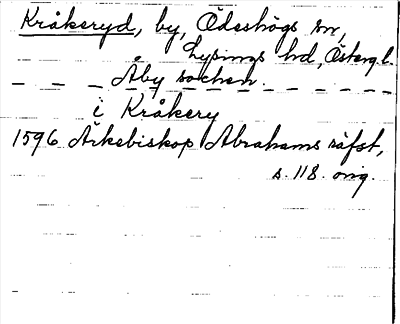 Kråkeryd, by, Ödeshögs sn,
Lysings hd, Östergl.
Åby socken.
i Kråkery
1596 Ärkebiskop Abrahams räfst,
s. 118. orig.